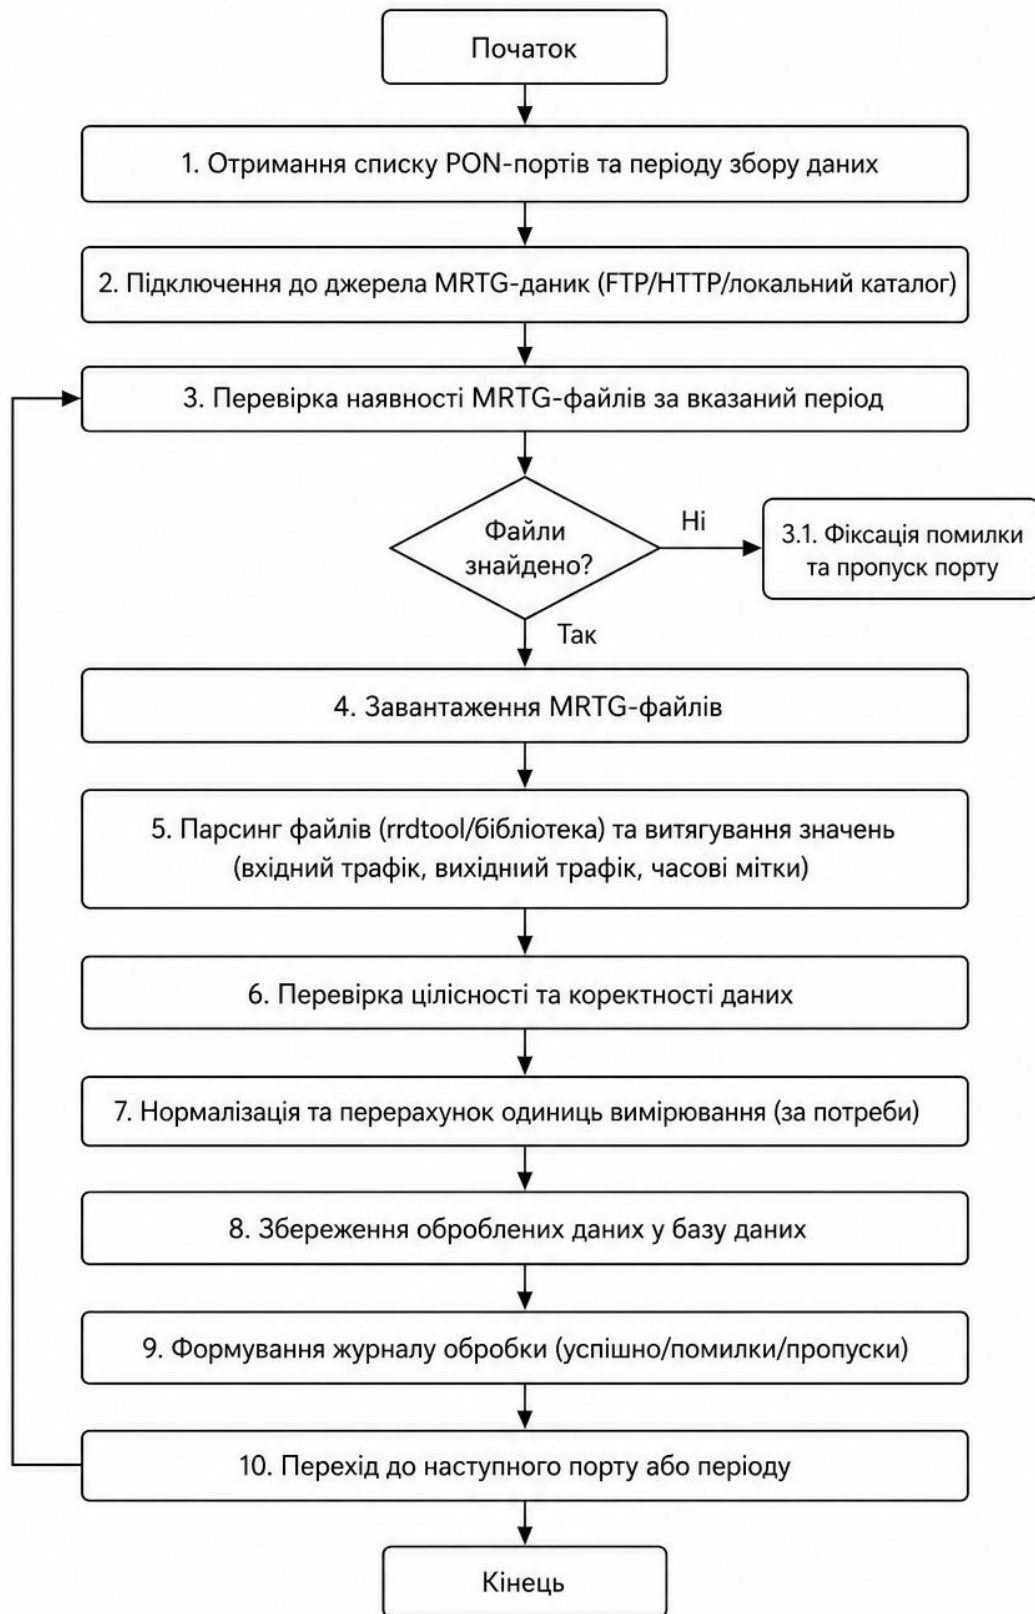 Початок
1. Отримання списку PON-портів та періоду збору даних
2. Підключення до джерела MRTG-даник (FTP/HTTP/локальний каталог)
3. Перевірка наявності MRTG-файлів за вказаний період
Файли
знайдено?
Ні
3.1. Фіксація помилки
та пропуск порту
Так
4. Завантаження MRTG-файлів
5. Парсинг файлів (rrdtool/бібліотека) та витягування значень
(вхідний трафік, вихідниий трафік, часові мітки)
6. Перевірка цілісності та коректності даних
7. Нормалізація та перерахунок одиниць вимірювання (за потреби)
8. Збереження оброблених даних у базу даних
9. Формування журналу обробки (успішно/помилки/пропуски)
10. Перехід до наступного порту або періоду
Кінець